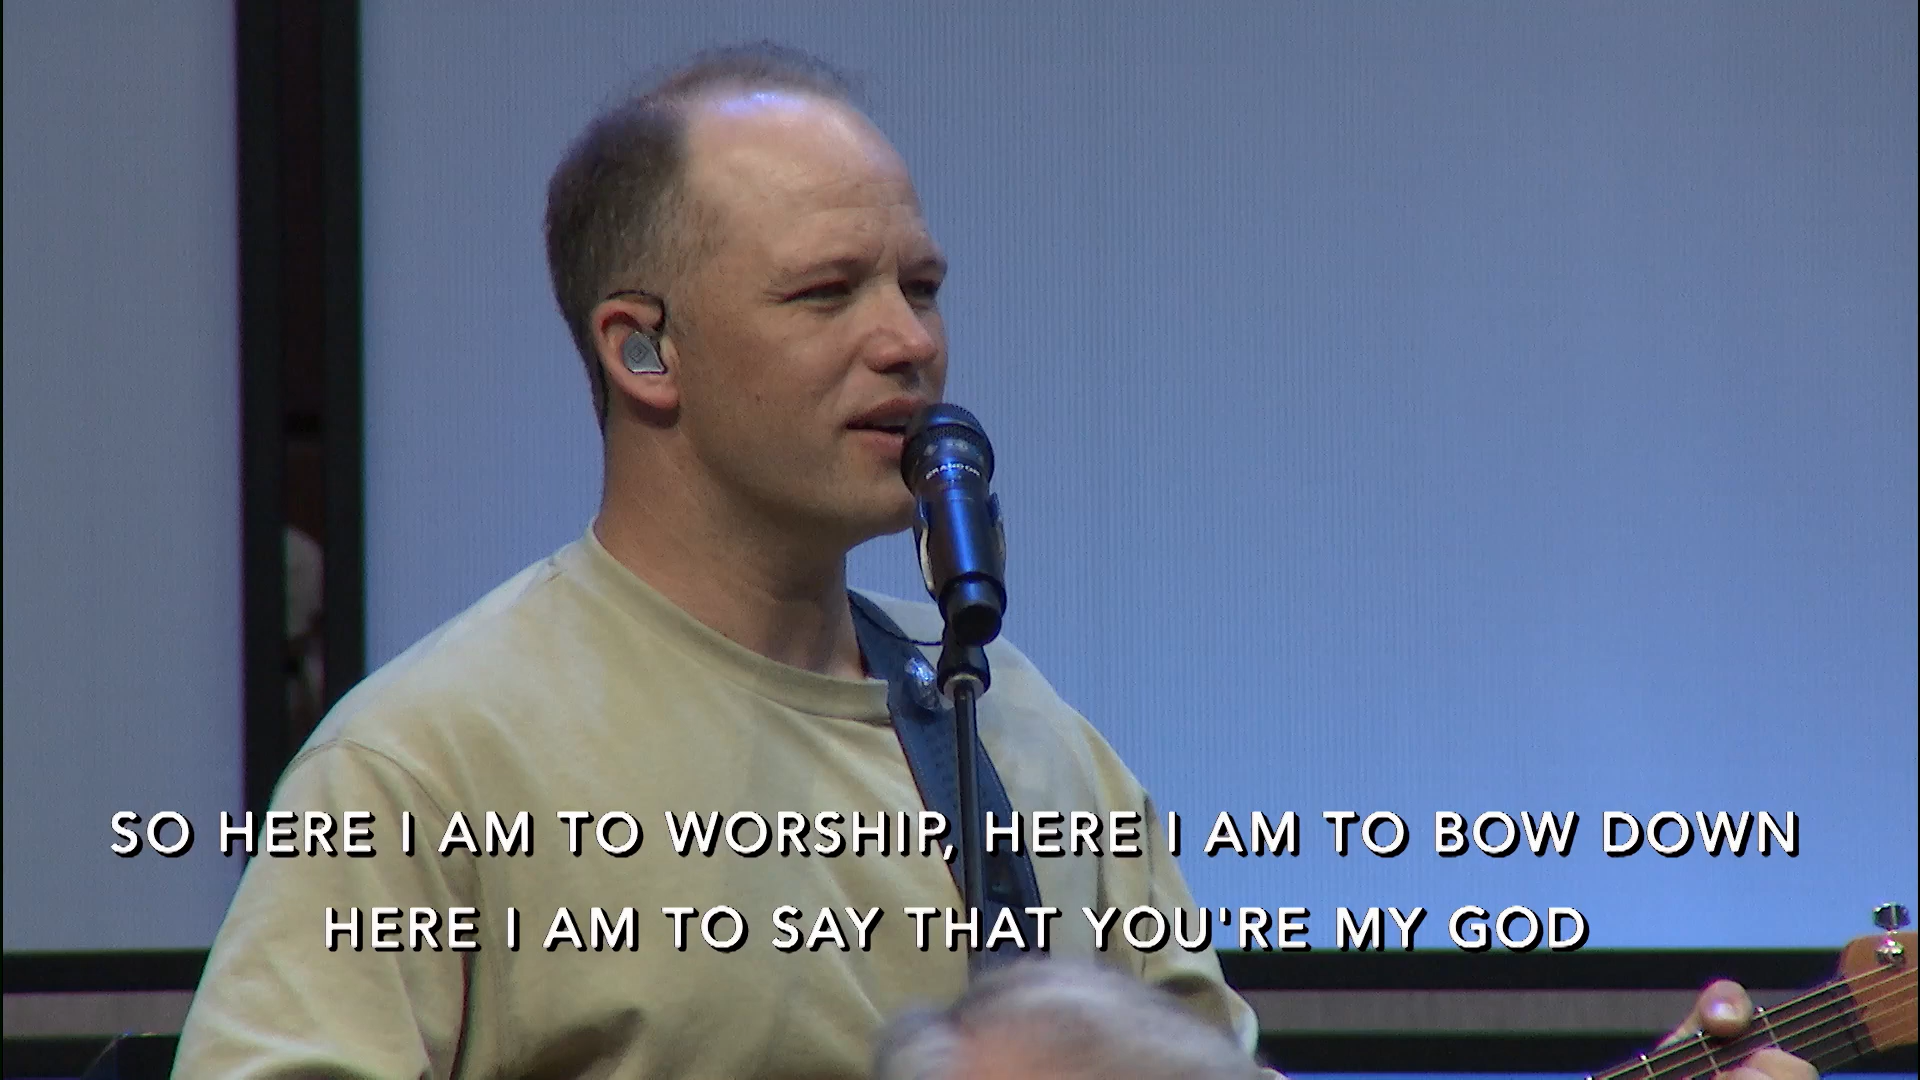 BRANDON
SO HERE I AM TO WORSHIP, HERE I AM TO BOW DOWN
HERE I AM TO SAY THAT YOU'RE MY GOD